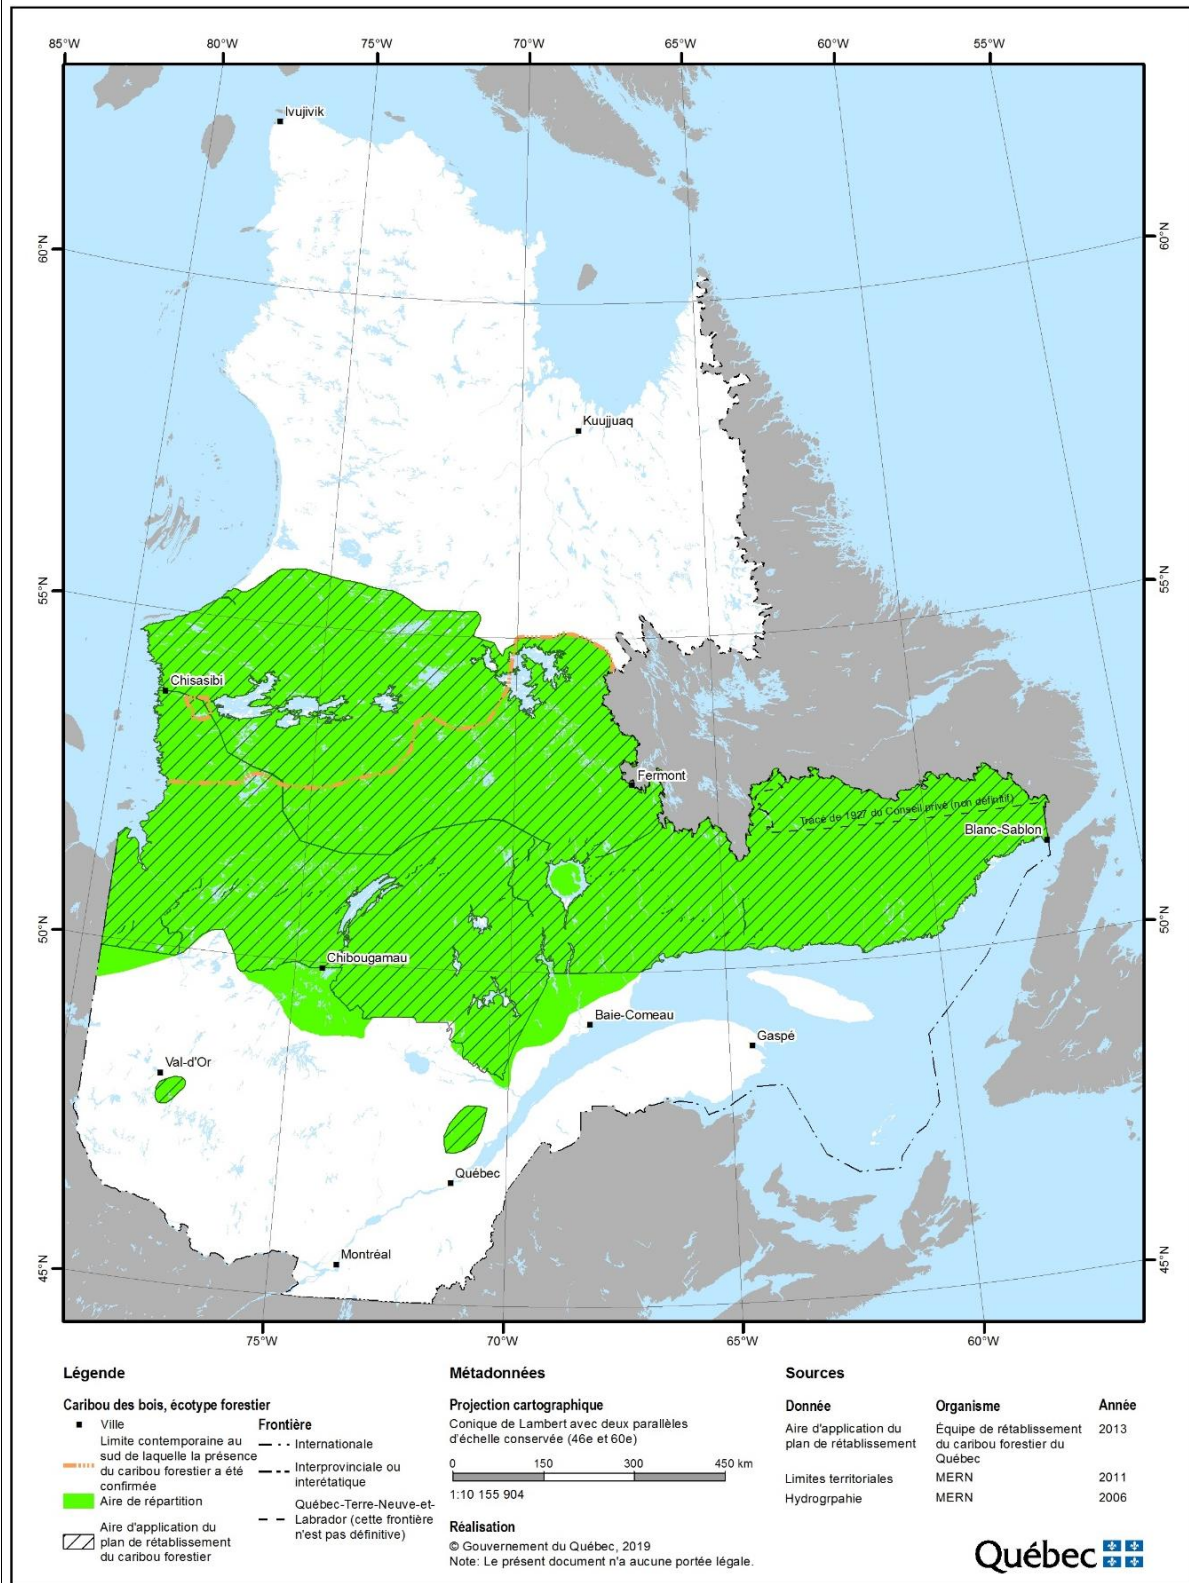 85°W 80°W 75°W 70°W 65°W 60°W 55°W
Ivujivik
60°N 60°N
Kuujjuaq
55°N 55°N
Chisasibi
Fermont
Tracé de 1927 du Conseil privé (non définitif)
Blanc-Sablon
50°N 50°N
Chibougamau
Baie-Comeau
Gaspé
Val-d'Or
Québec
Montréal
45°N 45°N
75°W 70°W 65°W 60°W
Légende
Caribou des bois, écotype forestier
Ville
Limite contemporaine au
sud de laquelle la présence
du caribou forestier a été
confirmée
Aire de répartition
Aire d'application du
plan de rétablissement
du caribou forestier
Frontière
Internationale
Interprovinciale ou
interétatique
Québec-Terre-Neuve-et-
Labrador (cette frontière
n'est pas définitive)
Métadonnées
Projection cartographique
Conique de Lambert avec deux parallèles
d'échelle conservée (46e et 60e)
0 150 300 450 km
1:10 155 904
Réalisation
© Gouvernement du Québec, 2019
Note: Le présent document n'a aucune portée légale.
Sources
Donnée Organisme Année
Aire d'application du Équipe de rétablissement 2013
plan de rétablissement du caribou forestier du
Québec
Limites territoriales MERN 2011
Hydogrpahie MERN 2006
Québec